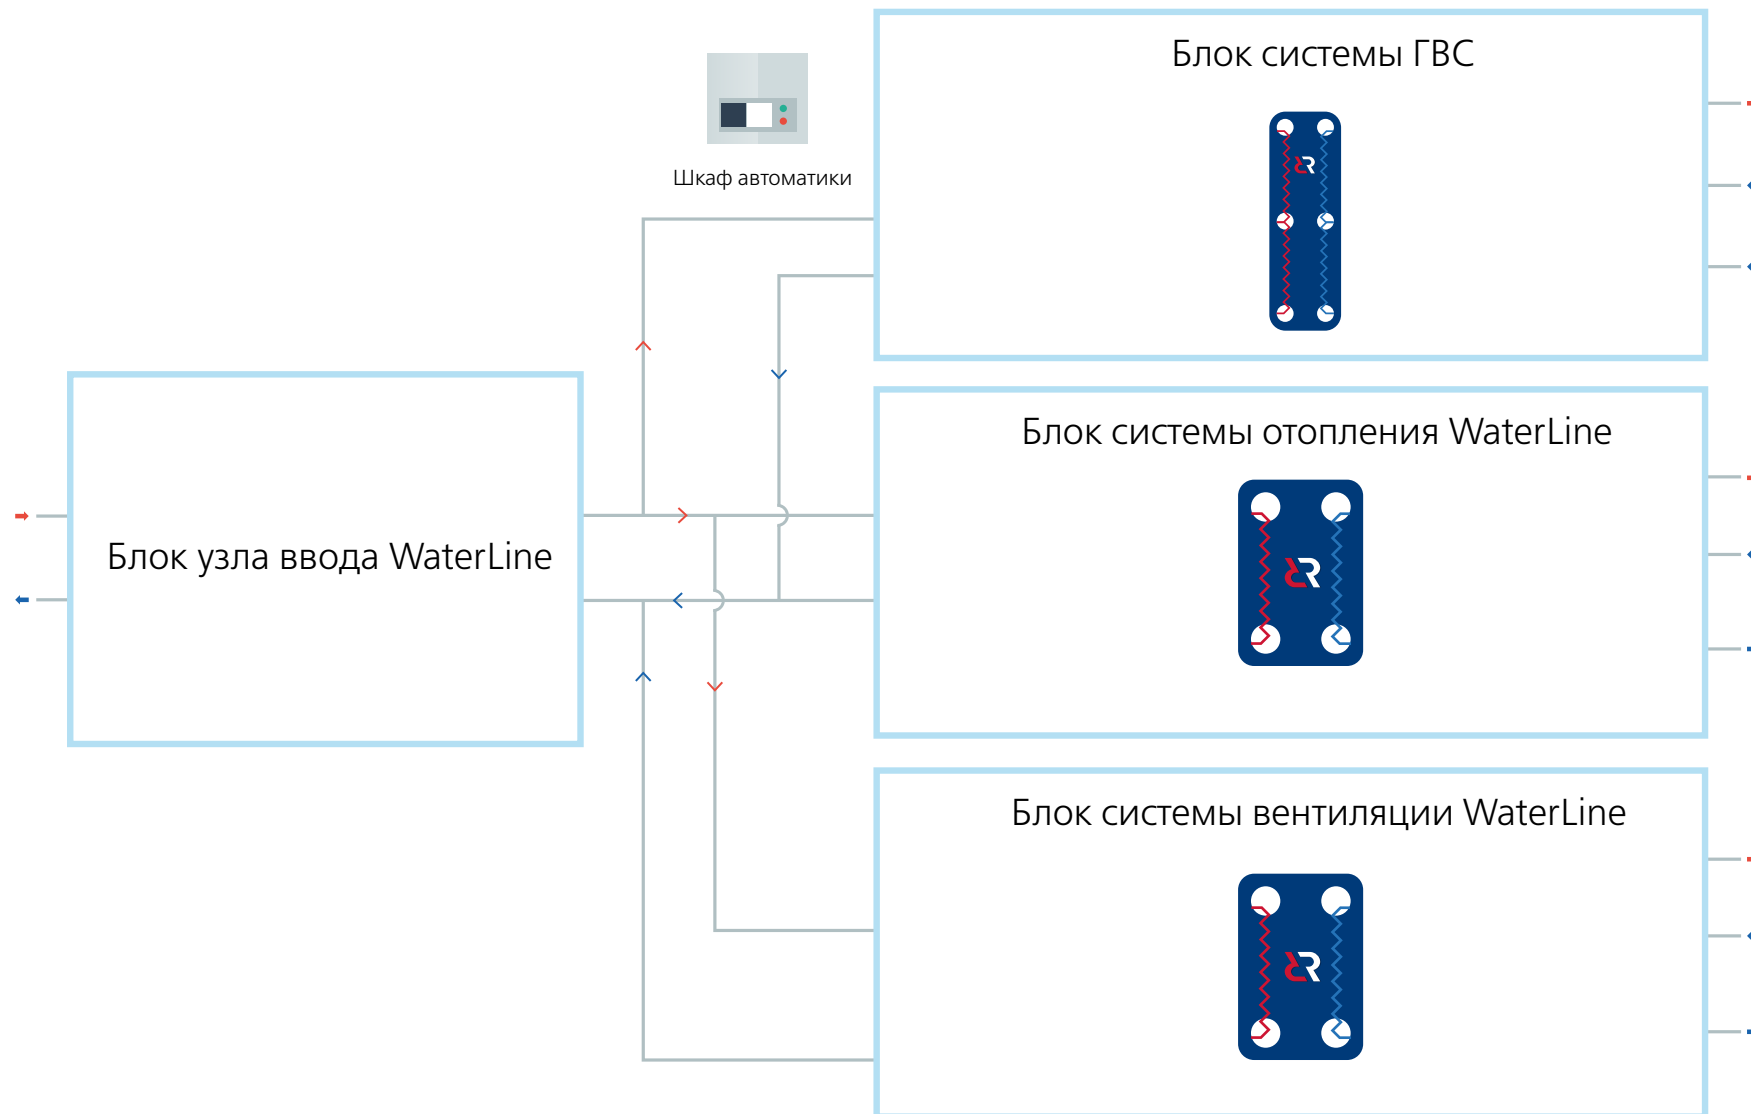 Блок системы ГВС
Шкаф автоматики
Блок системы отопления WaterLine
Блок узла ввода WaterLine
Блок системы вентиляции WaterLine